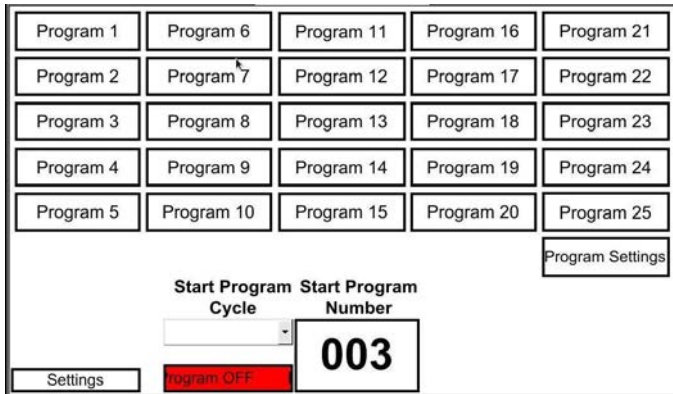 Program 1 Program 6 Program 11 Program 16 Program 21
Program 2 Program 7 Program 12 Program 17 Program 22
Program 3 Program 8 Program 13 Program 18 Program 23
Program 4 Program 9 Program 14 Program 19 Program 24
Program 5 Program 10 Program 15 Program 20 Program 25
Program Settings
Start Program Cycle
Start Program Number
003
rogram OFF
Settings